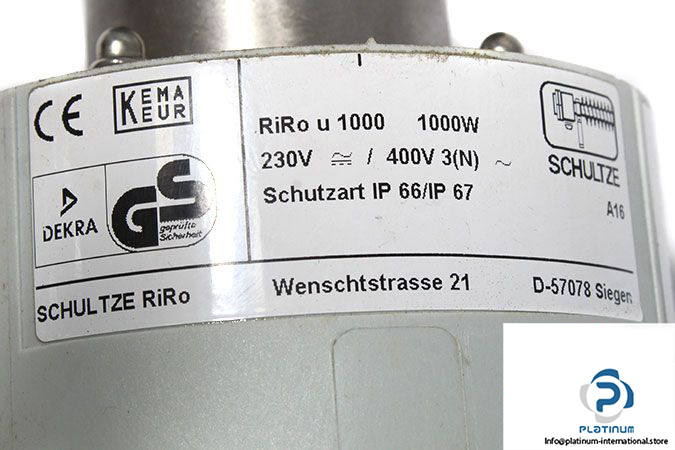 CE
KEMA
KEUR
RiRo u 1000 1000W
230V ≂ / 400V 3(N) ~
Schutzart IP 66/IP 67
SCHULTZE
A16
DEKRA
GS
geprüfte
Sicherheit
SCHULTZE RiRo Wenschtstrasse 21 D-57078 Siegen
PLATINUM
Info@platinum-international.store